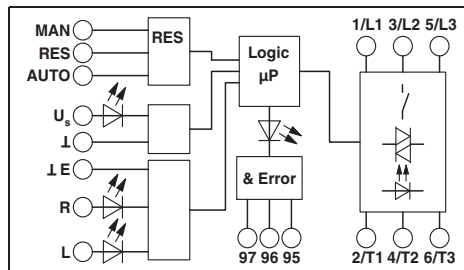 MAN
RES
AUTO
RES
Logic
µP
1/L1 3/L2 5/L3
Us
⊥
⊥ E
R
L
& Error
97 96 95
2/T1 4/T2 6/T3